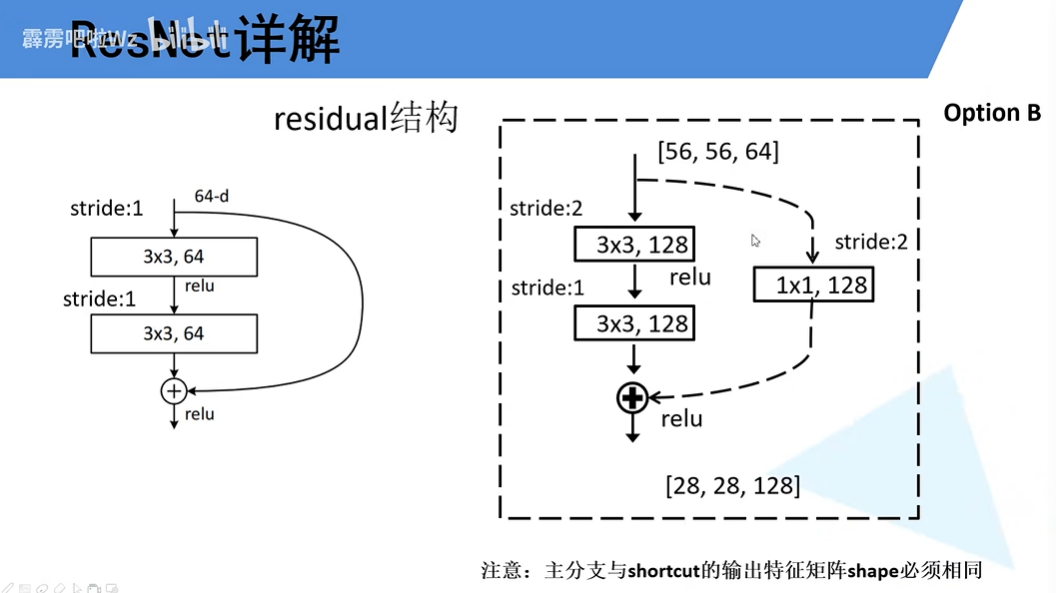 ResNet详解
霹雳吧啦Wz bilibili
residual结构
Option B
64-d
stride:1
3x3, 64
relu
stride:1
3x3, 64
+
relu
[56, 56, 64]
stride:2
3x3, 128
relu
stride:2
1x1, 128
stride:1
3x3, 128
+
relu
[28, 28, 128]
注意：主分支与shortcut的输出特征矩阵shape必须相同